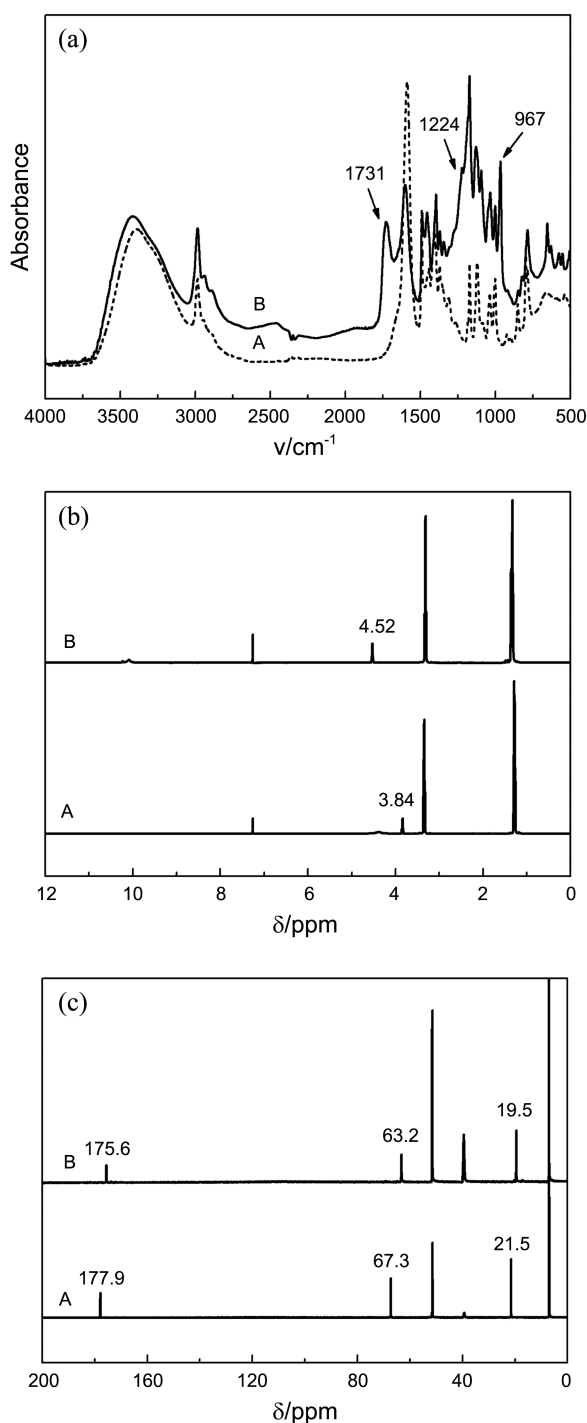 (a)
Absorbance
1731
1224
967
B
A
4000 3500 3000 2500 2000 1500 1000 500
v/cm-1
(b)
B
4.52
A
3.84
12 10 8 6 4 2 0
δ/ppm
(c)
B
175.6
63.2
19.5
A
177.9
67.3
21.5
200 160 120 80 40 0
δ/ppm